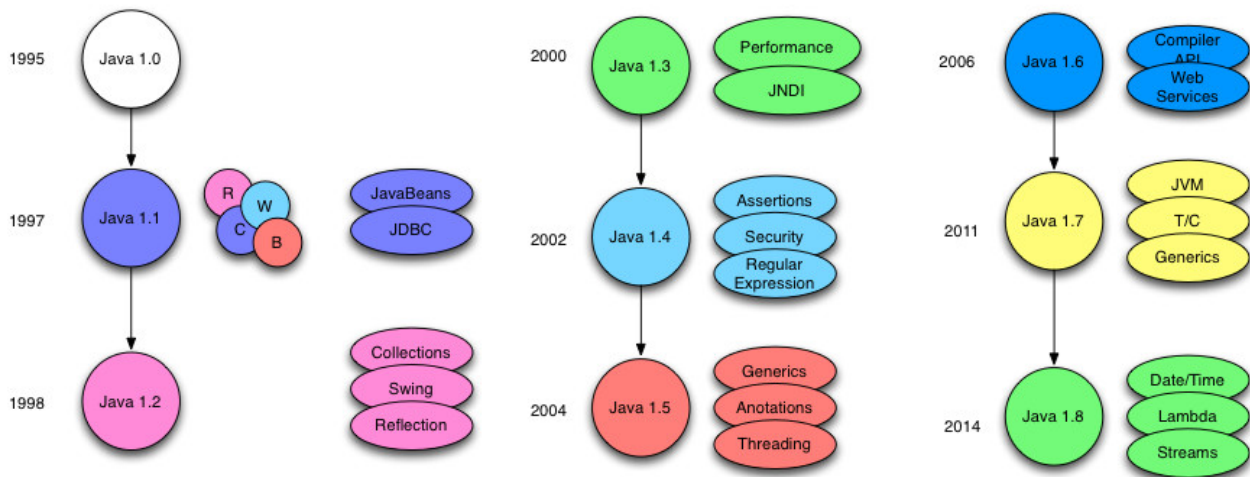 1995
Java 1.0
1997
Java 1.1
R
W
C
B
JavaBeans
JDBC
1998
Java 1.2
Collections
Swing
Reflection
2000
Java 1.3
Performance
JNDI
2002
Java 1.4
Assertions
Security
Regular
Expression
2004
Java 1.5
Generics
Anotations
Threading
2006
Java 1.6
Compiler
API
Web
Services
2011
Java 1.7
JVM
T/C
Generics
2014
Java 1.8
Date/Time
Lambda
Streams